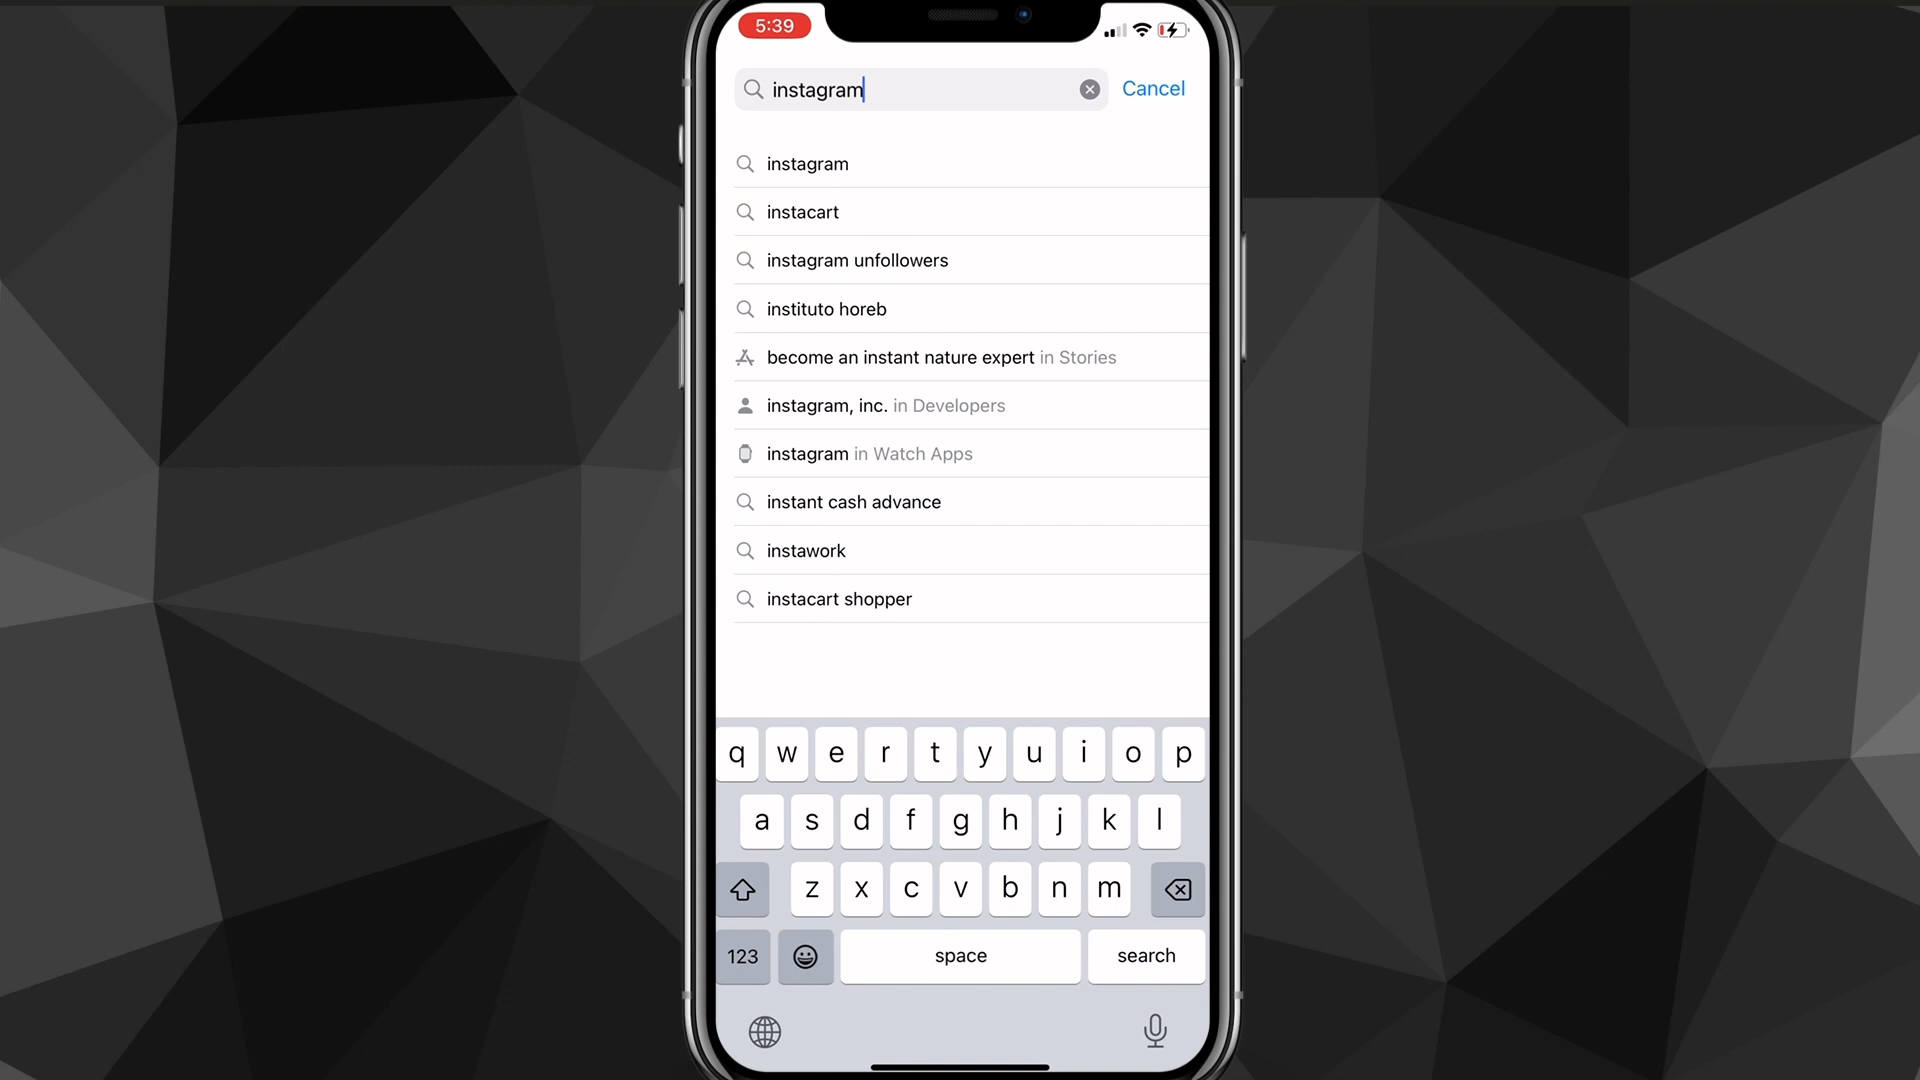 5:39
instagram
Cancel
instagram
instacart
instagram unfollowers
instituto horeb
become an instant nature expert in Stories
instagram, inc. in Developers
instagram in Watch Apps
instant cash advance
instawork
instacart shopper
q w e r t y u i o p
a s d f g h j k l
z x c v b n m
123 space search